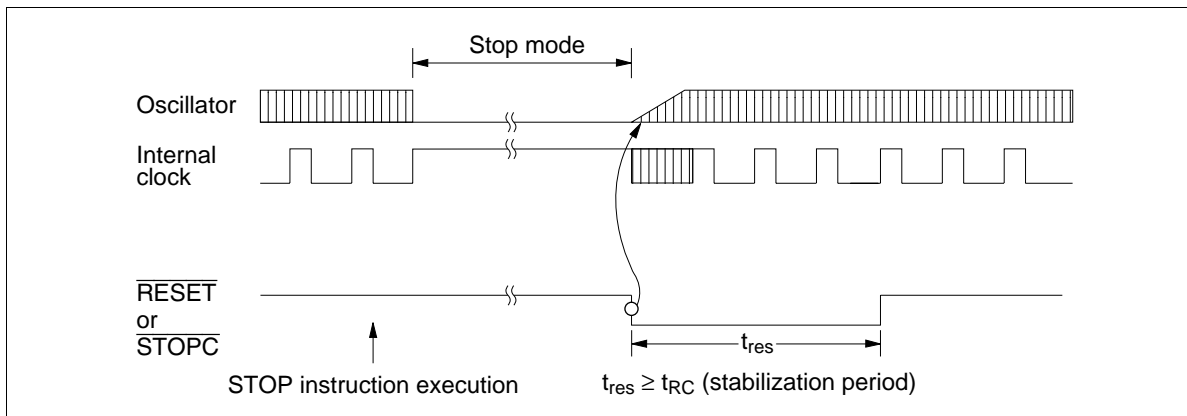 Stop mode
Oscillator
Internal
clock
RESET
or
STOPC
tres
STOP instruction execution
tres ≥ tRC (stabilization period)